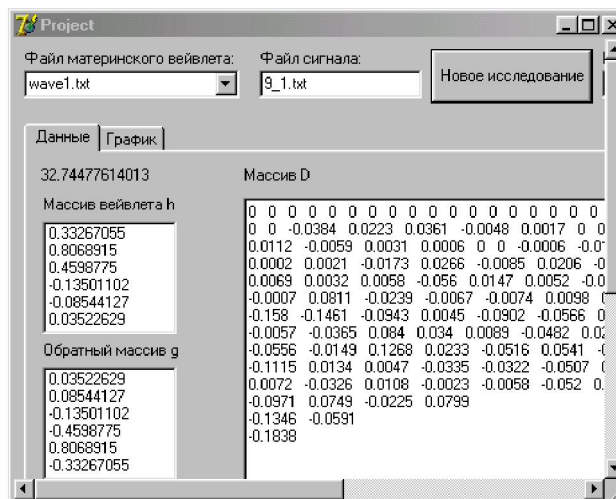 Project
Файл материнского вейвлета:
Файл сигнала:
wave1.txt
9_1.txt
Новое исследование
Данные
График
32.74477614013
Массив D
Массив вейвлета h
0.33267055
0.8068915
0.4598775
-0.13501102
-0.08544127
0.03522629
Обратный массив g
0.03522629
0.08544127
-0.13501102
-0.4598775
0.8068915
-0.33267055
0 0 0 0 0 0 0 0 0 0 0 0 0 0 0 0 0
0 0 -0.0384 0.0223 0.0361 -0.0048 0.0017 0 0
0.0112 -0.0059 0.0031 0.0006 0 0 -0.0006
0.0002 0.0021 -0.0173 0.0266 -0.0085 0.0206
0.0069 0.0032 0.0058 -0.056 0.0147 0.0052
-0.0007 0.0811 -0.0239 -0.0067 -0.0074 0.0098
-0.158 -0.1461 -0.0943 0.0045 -0.0902 -0.0566
-0.0057 -0.0365 0.084 0.034 0.0089 -0.0482
-0.0556 -0.0149 0.1268 0.0233 -0.0516 0.0541
-0.1115 0.0134 0.0047 -0.0335 -0.0322 -0.0507
0.0072 -0.0326 0.0108 -0.0023 -0.0058 -0.052
-0.0971 0.0749 -0.0225 0.0799
-0.1346 -0.0591
-0.1838